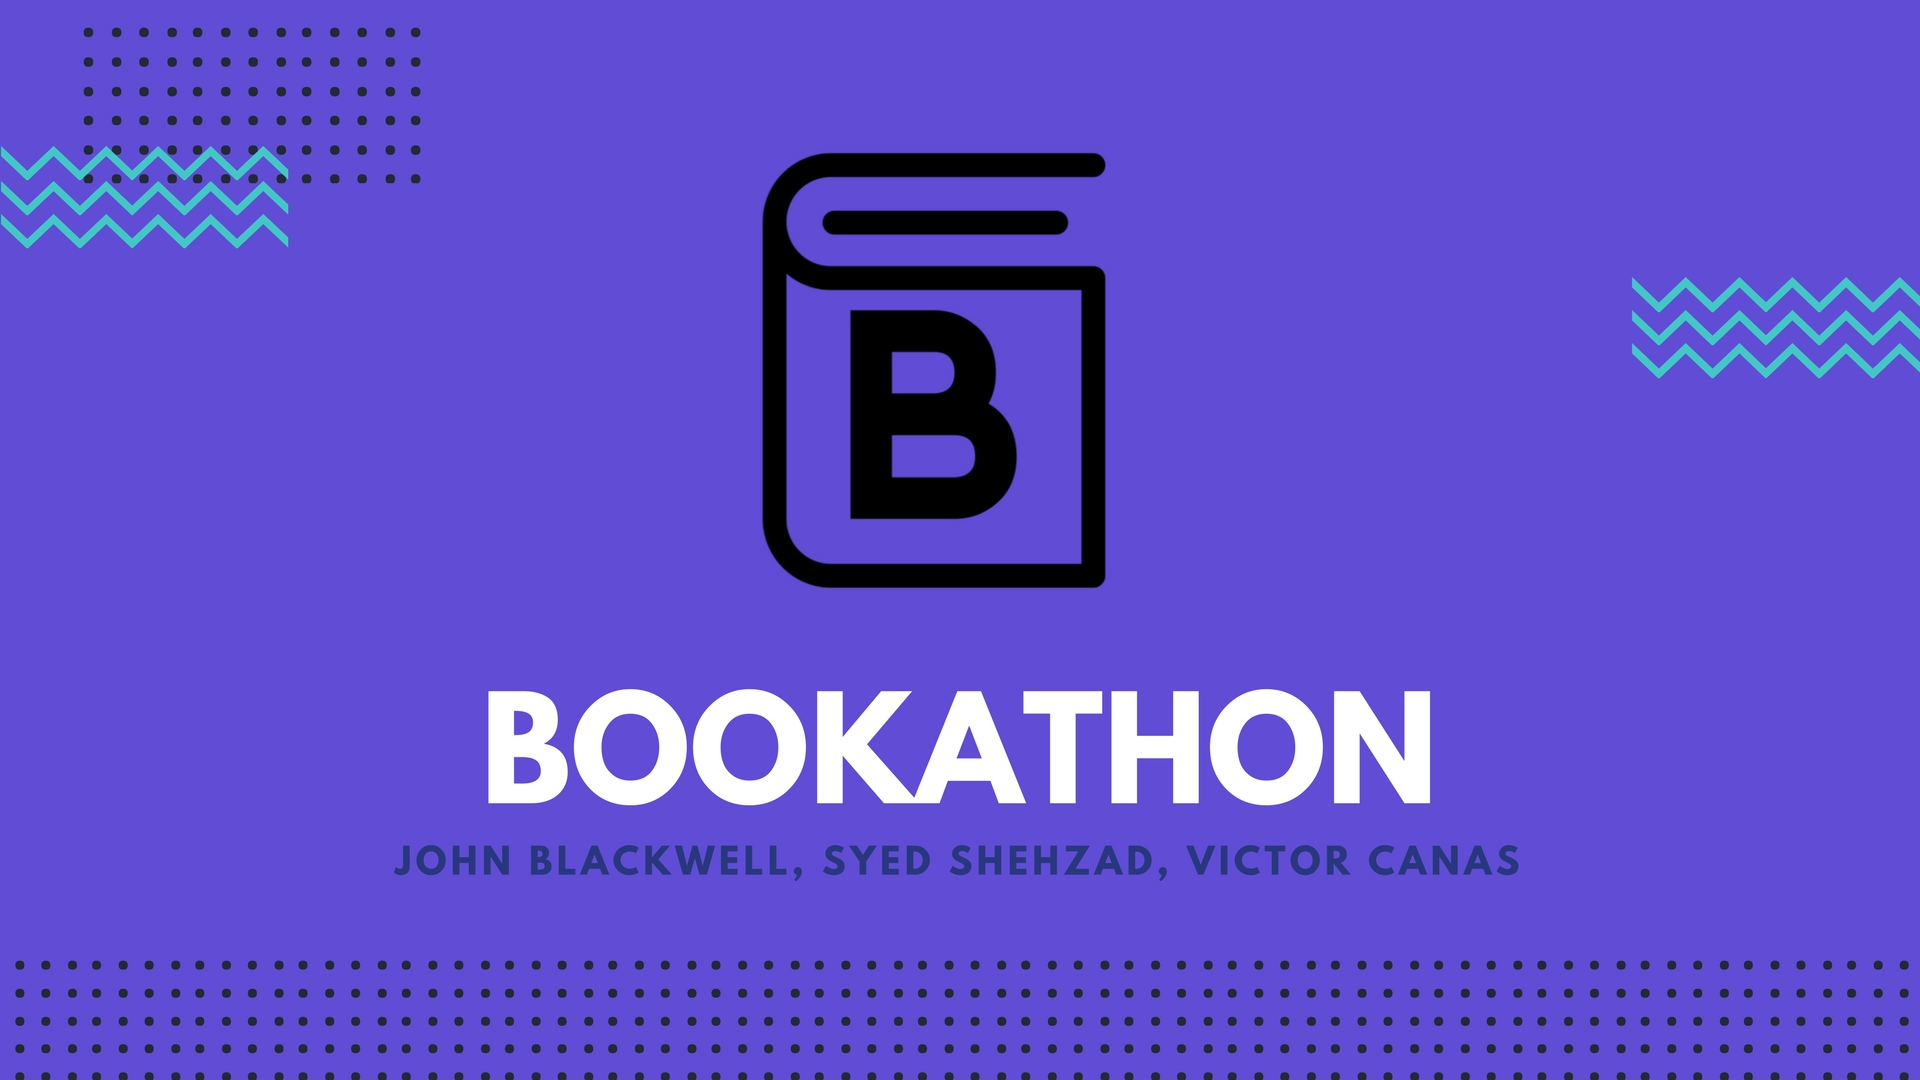 B
BOOKATHON
JOHN BLACKWELL, SYED SHEHZAD, VICTOR CANAS